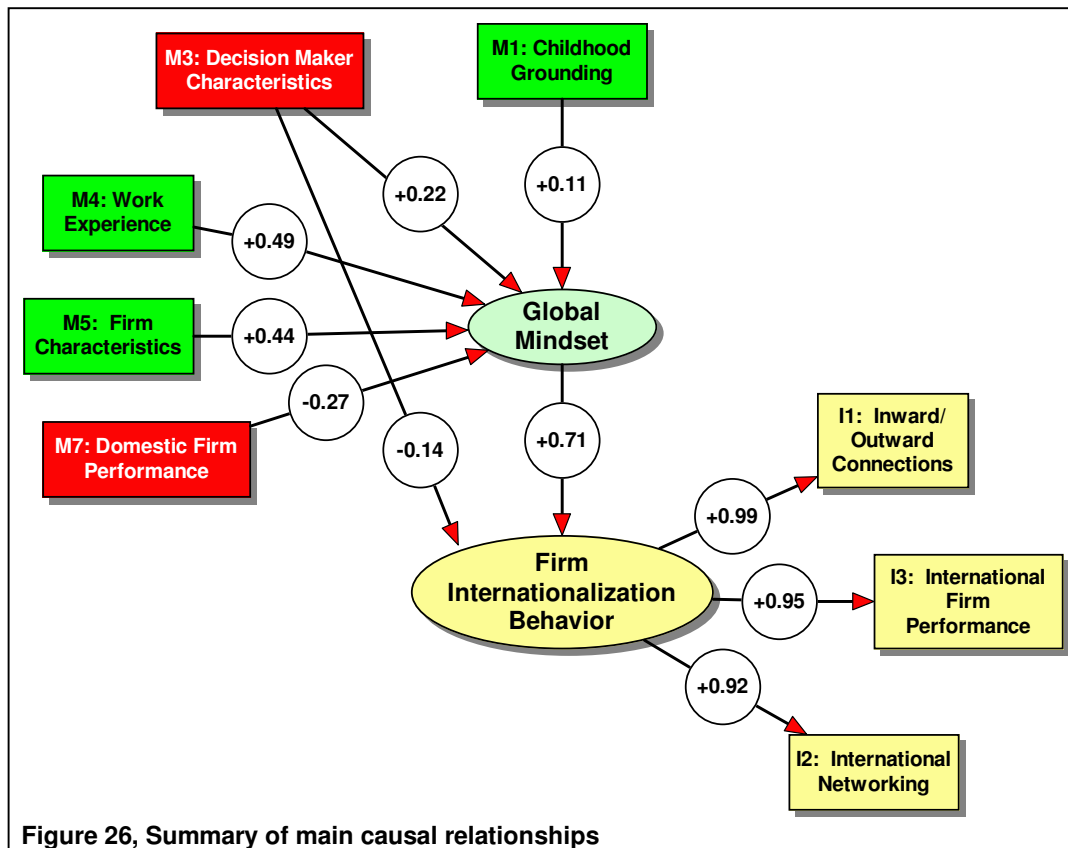 M3: Decision Maker
Characteristics
M1: Childhood
Grounding
+0.22
+0.11
M4: Work
Experience
+0.49
M5:  Firm
Characteristics
+0.44
Global
Mindset
-0.27
M7: Domestic Firm
Performance
-0.14
+0.71
I1:  Inward/
Outward
Connections
+0.99
Firm
Internationalization
Behavior
+0.95
I3:  International
Firm
Performance
+0.92
I2:  International
Networking
Figure 26, Summary of main causal relationships